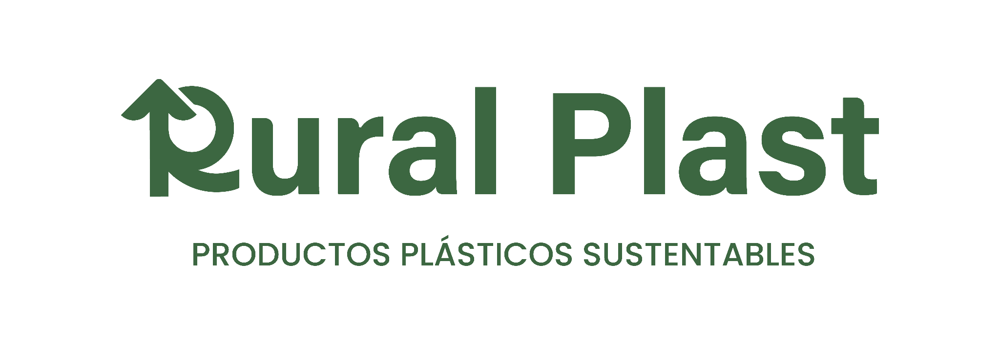 Rural Plast
PRODUCTOS PLÁSTICOS SUSTENTABLES